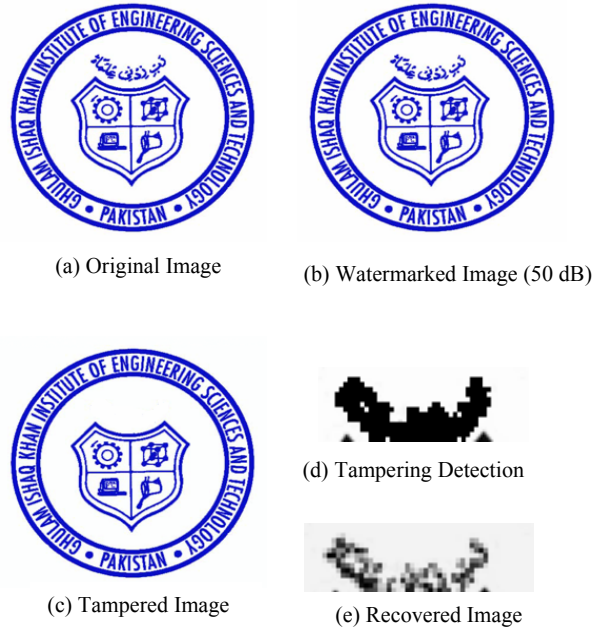 GHULAM ISHAQ KHAN INSTITUTE OF ENGINEERING SCIENCES AND TECHNOLOGY
• PAKISTAN •
GHULAM ISHAQ KHAN INSTITUTE OF ENGINEERING SCIENCES AND TECHNOLOGY
• PAKISTAN •
(a) Original Image
(b) Watermarked Image (50 dB)
GHULAM ISHAQ KHAN INSTITUTE OF ENGINEERING SCIENCES AND TECHNOLOGY
• PAKISTAN •
(d) Tampering Detection
(c) Tampered Image
(e) Recovered Image